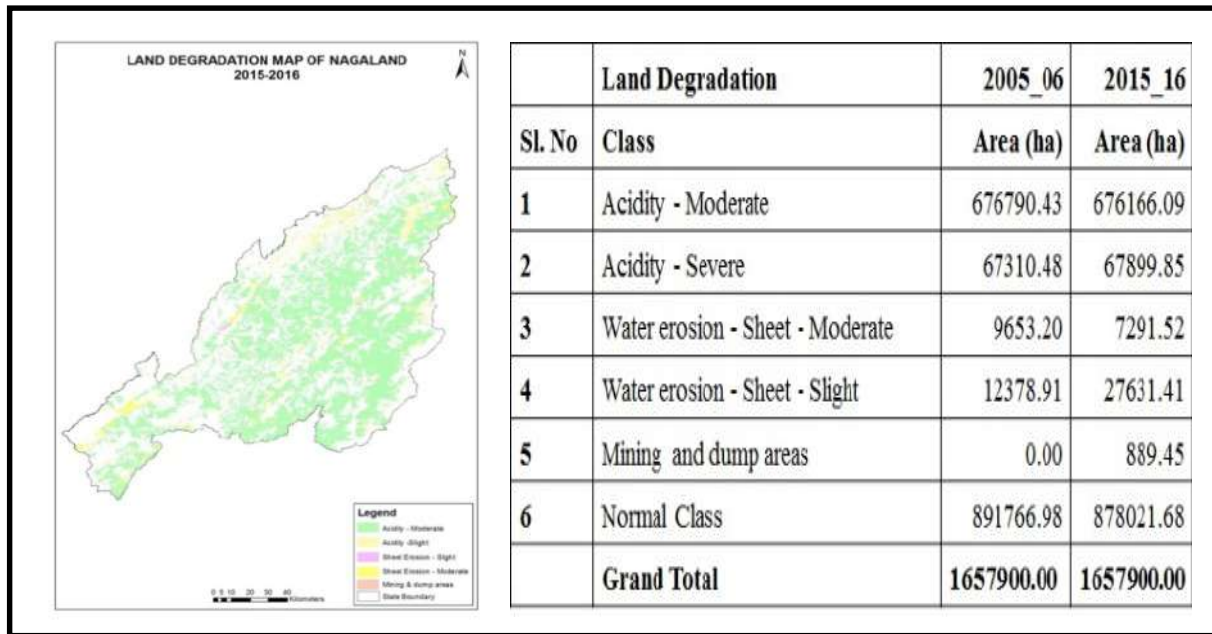 LAND DEGRADATION MAP OF NAGALAND
2015-2016
N
Legend
Acidity - Moderate
Acidity -Slight
Sheet Erosion - Slight
Sheet Erosion - Moderate
Mining & dump areas
State Boundary
0 5 10 20 30 40
Kilometers
Land Degradation 2005_06 2015_16
Sl. No Class Area (ha) Area (ha)
1 Acidity - Moderate 676790.43 676166.09
2 Acidity - Severe 67310.48 67899.85
3 Water erosion - Sheet - Moderate 9653.20 7291.52
4 Water erosion - Sheet - Slight 12378.91 27631.41
5 Mining and dump areas 0.00 889.45
6 Normal Class 891766.98 878021.68
Grand Total 1657900.00 1657900.00